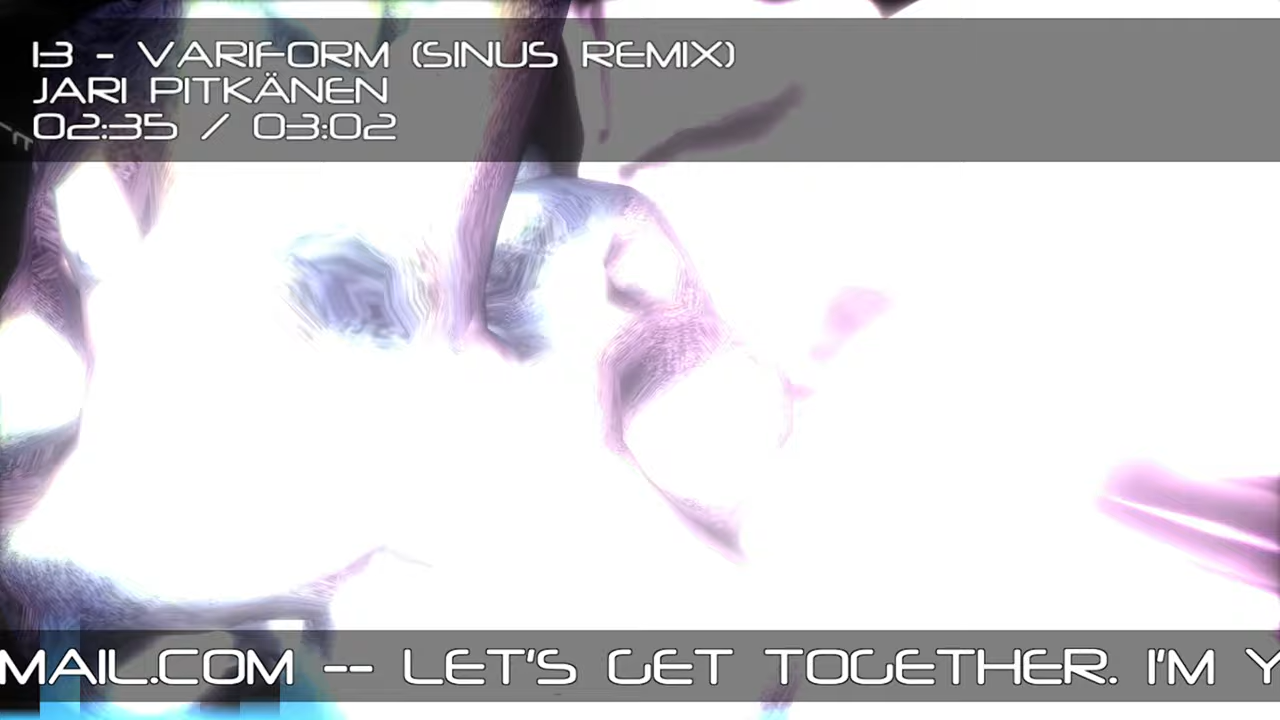 13 - VARIFORM (SINUS REMIX)
JARI PITKÄNEN
02:35 / 03:02
MAIL.COM -- LET'S GET TOGETHER. I'M Y